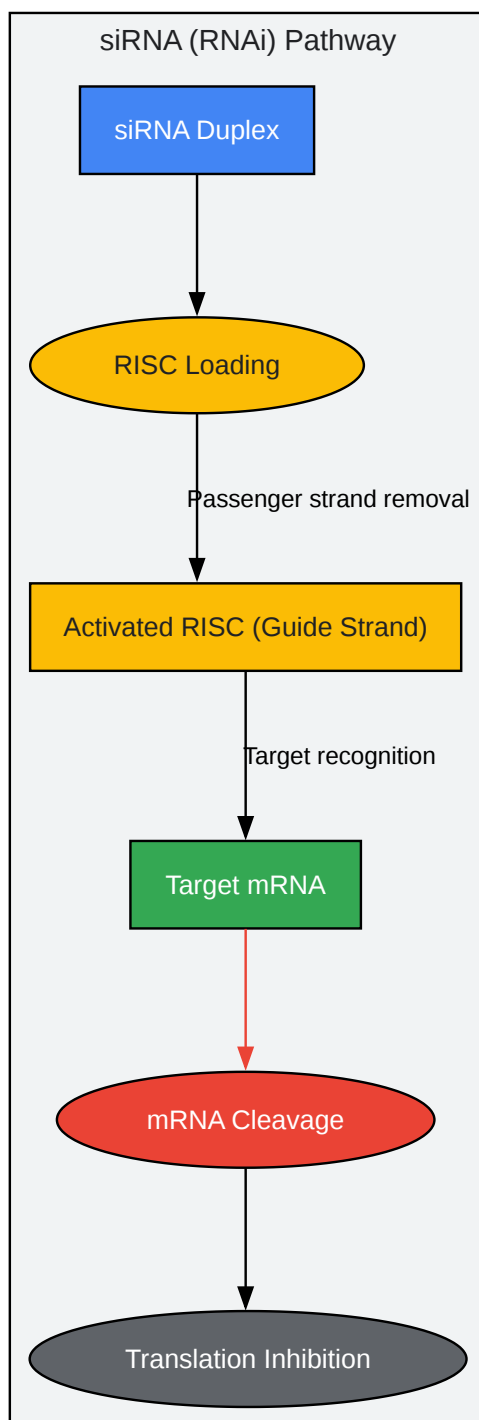 siRNA (RNAi) Pathway
siRNA Duplex
RISC Loading
Passenger strand removal
Activated RISC (Guide Strand)
Target recognition
Target mRNA
mRNA Cleavage
Translation Inhibition